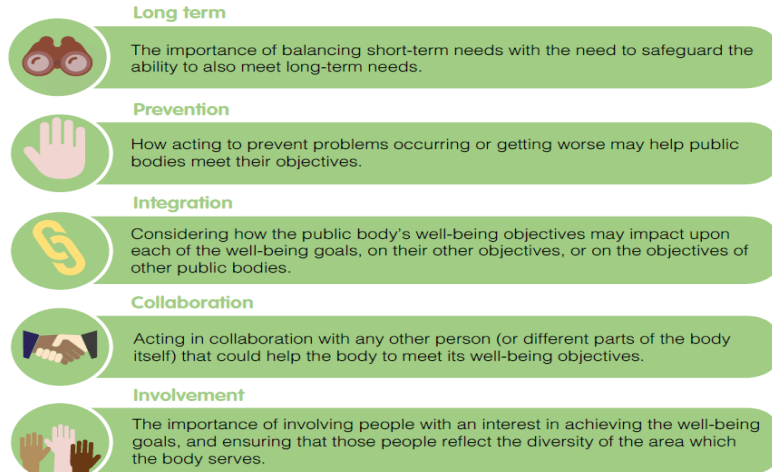 Long term
The importance of balancing short-term needs with the need to safeguard the
ability to also meet long-term needs.
Prevention
How acting to prevent problems occurring or getting worse may help public
bodies meet their objectives.
Integration
Considering how the public body's well-being objectives may impact upon
each of the well-being goals, on their other objectives, or on the objectives of
other public bodies.
Collaboration
Acting in collaboration with any other person (or different parts of the body
itself) that could help the body to meet its well-being objectives.
Involvement
The importance of involving people with an interest in achieving the well-being
goals, and ensuring that those people reflect the diversity of the area which
the body serves.